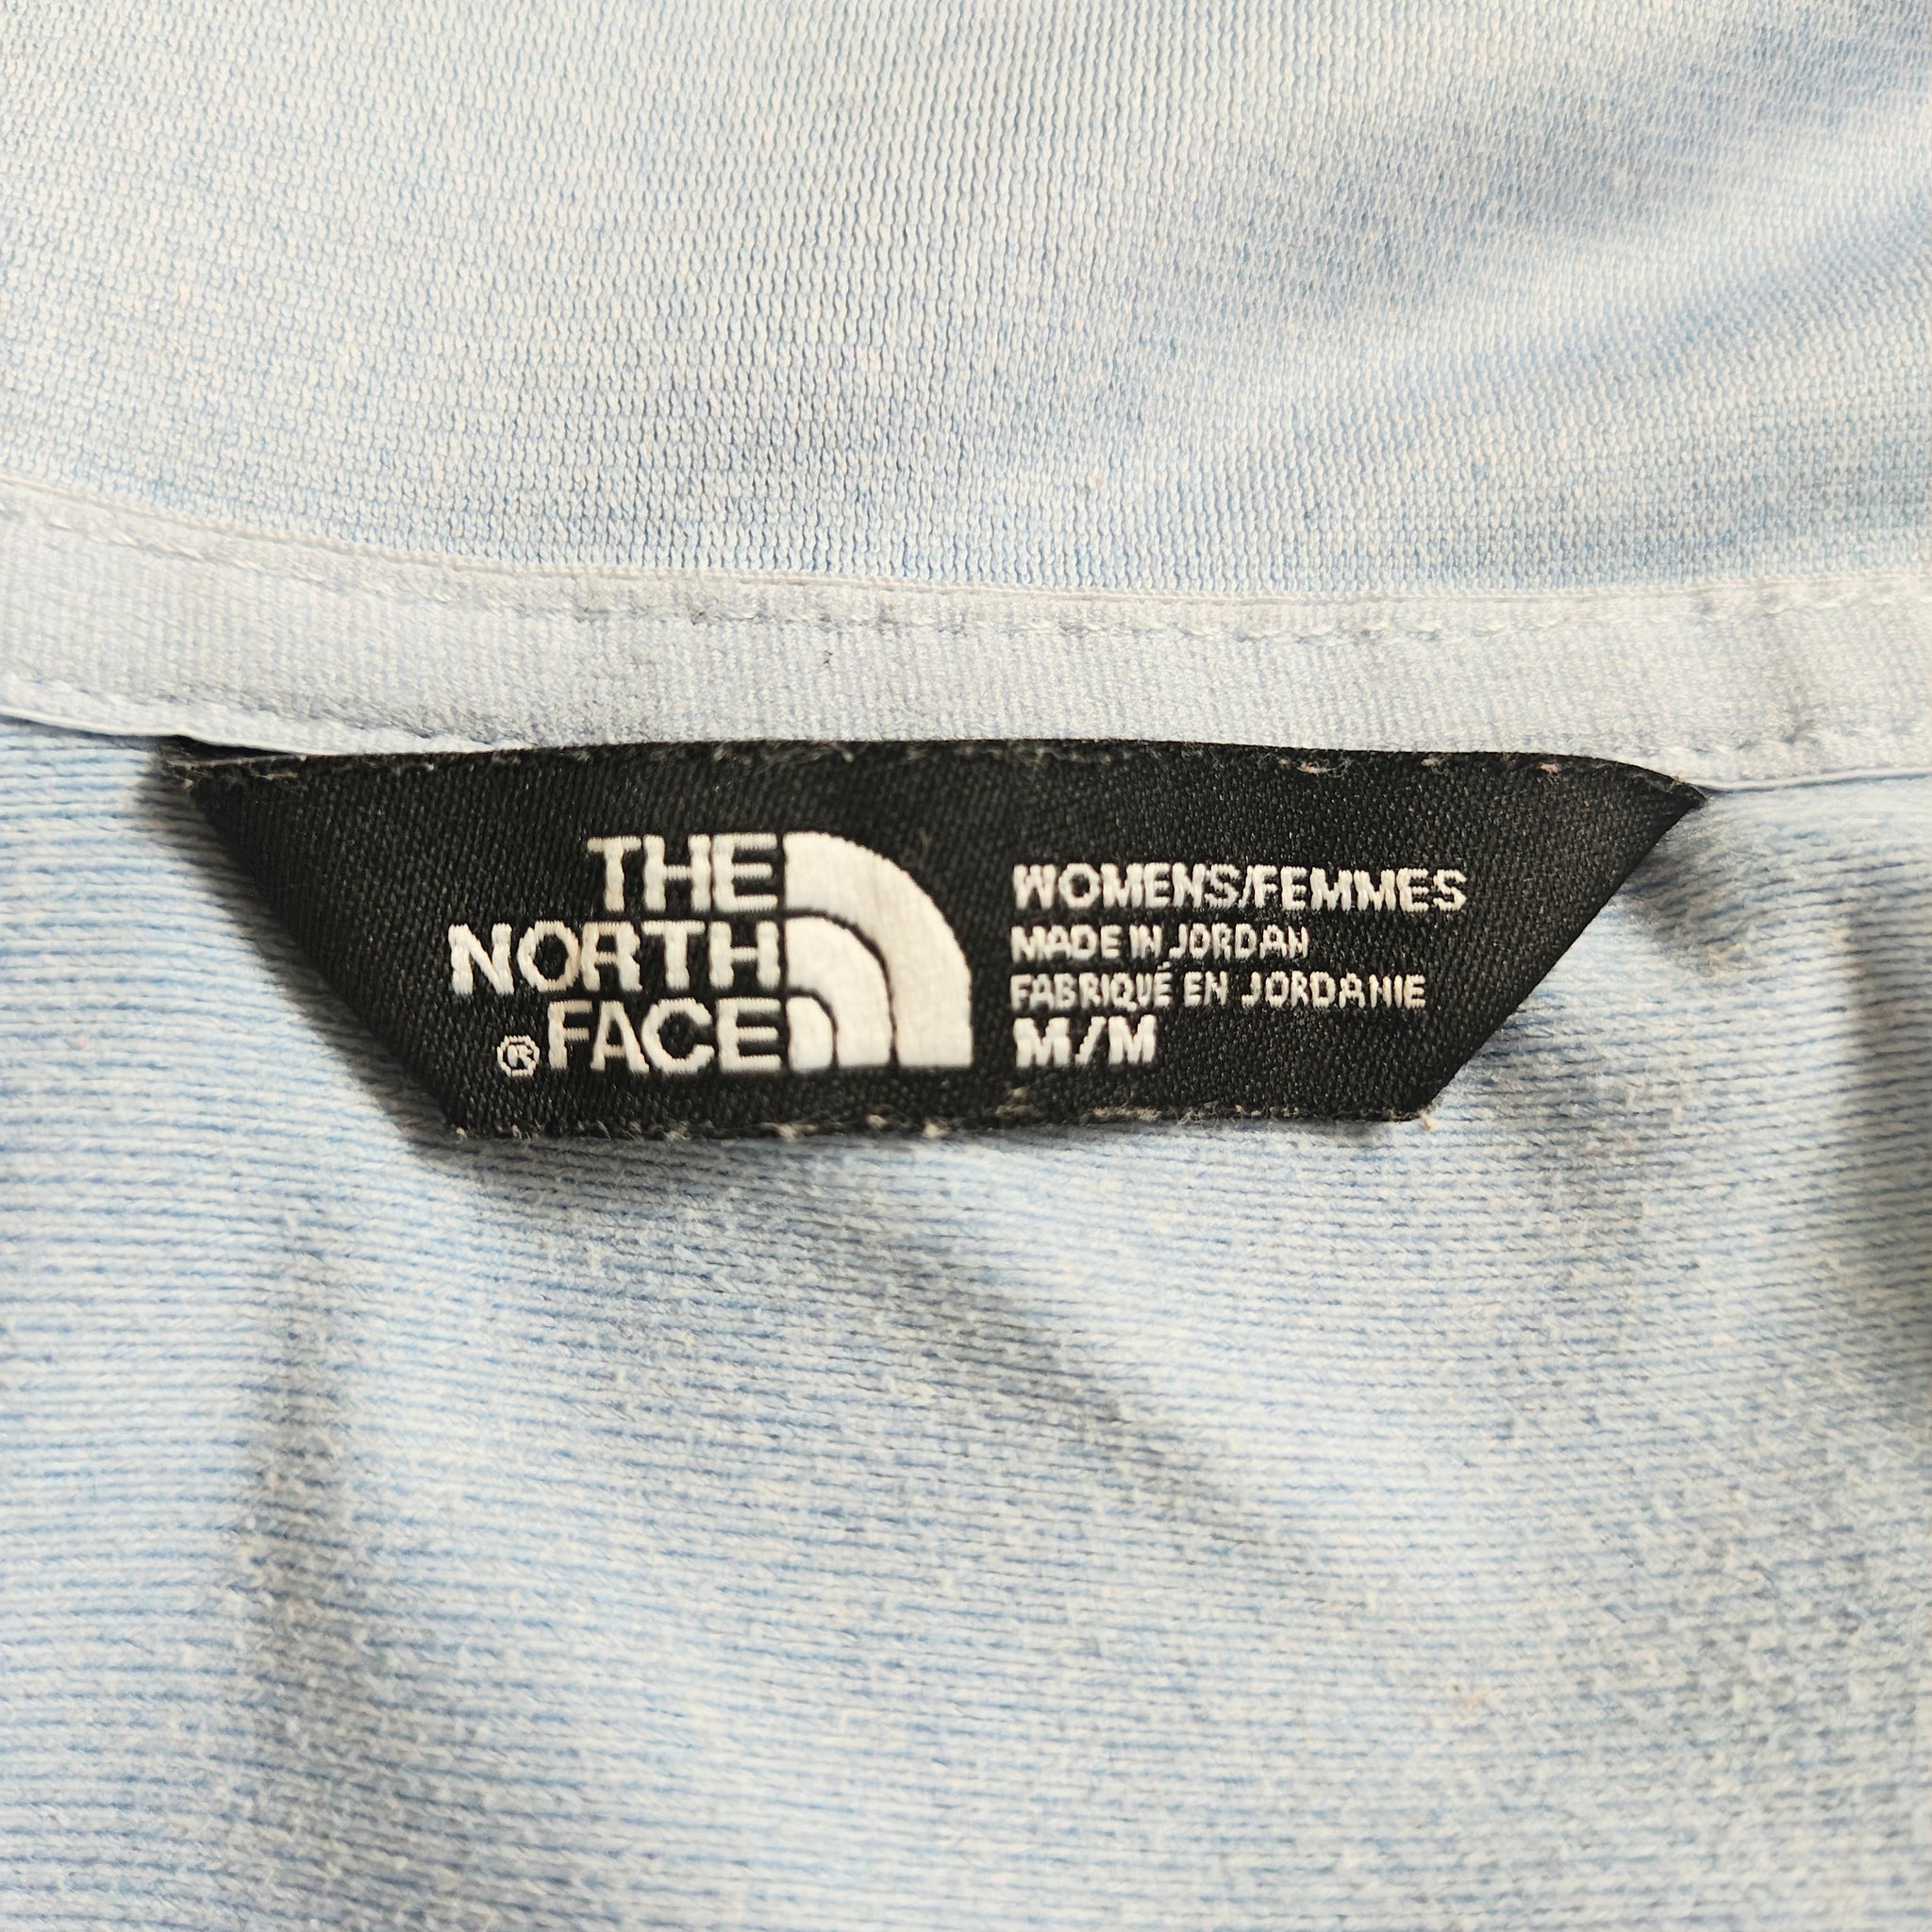 THE
NORTH
® FACE
WOMENS/FEMMES
MADE IN JORDAN
FABRIQUÉ EN JORDANIE
M/M